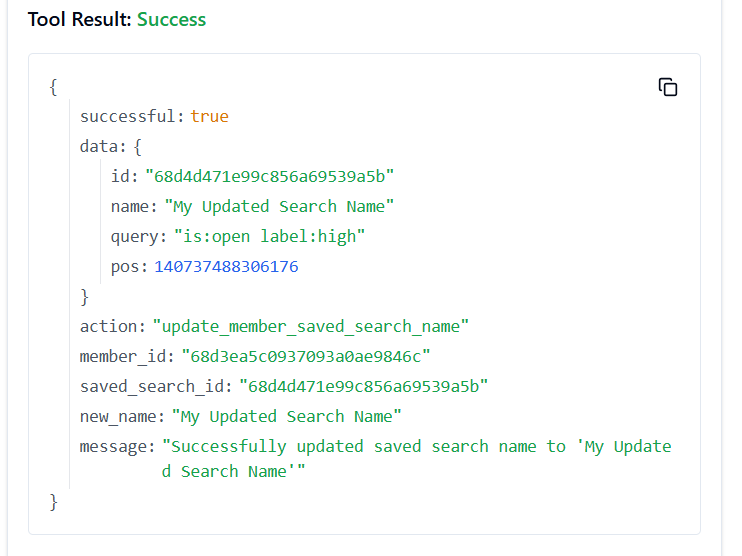 Tool Result: Success
{
successful: true
data: {
id: "68d4d471e99c856a69539a5b"
name: "My Updated Search Name"
query: "is:open label:high"
pos: 140737488306176
}
action: "update_member_saved_search_name"
member_id: "68d3ea5c0937093a0ae9846c"
saved_search_id: "68d4d471e99c856a69539a5b"
new_name: "My Updated Search Name"
message: "Successfully updated saved search name to 'My Update
d Search Name'"
}